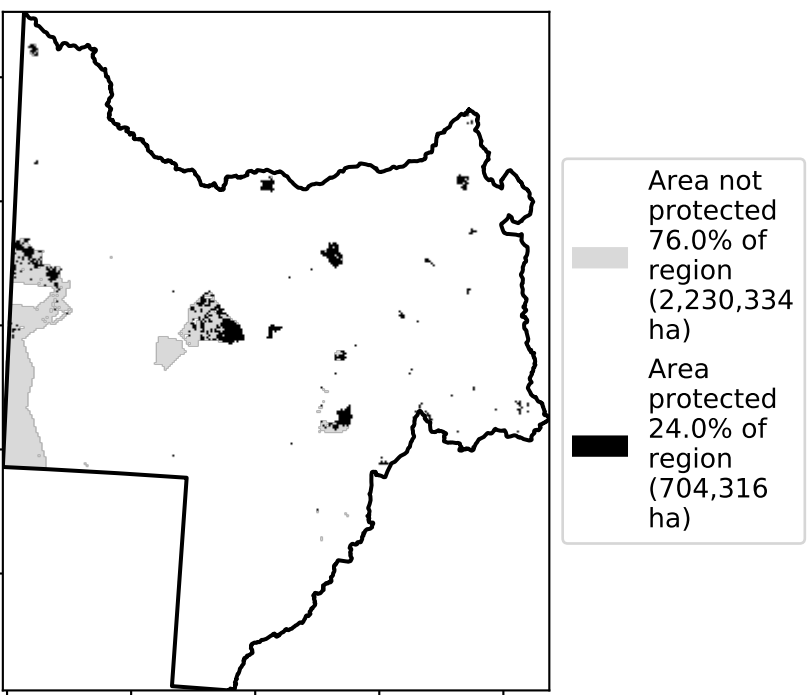 Area not
protected
76.0% of
region
(2,230,334
ha)
Area
protected
24.0% of
region
(704,316
ha)